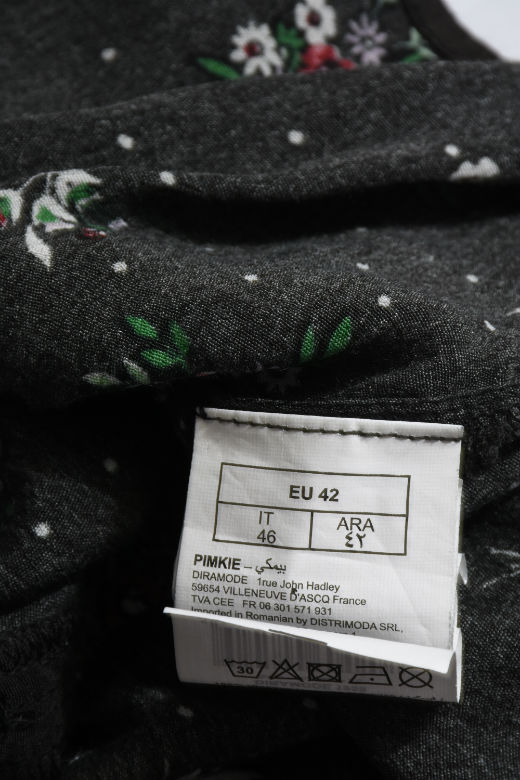 EU 42
IT ARA
46 ٤٢
PIMKIE – بيمكي
DIRAMODE 1rue John Hadley
59654 VILLENEUVE D'ASCQ France
TVA CEE FR 06 301 571 931
Imported in Romanian by DISTRIMODA SRL,
30